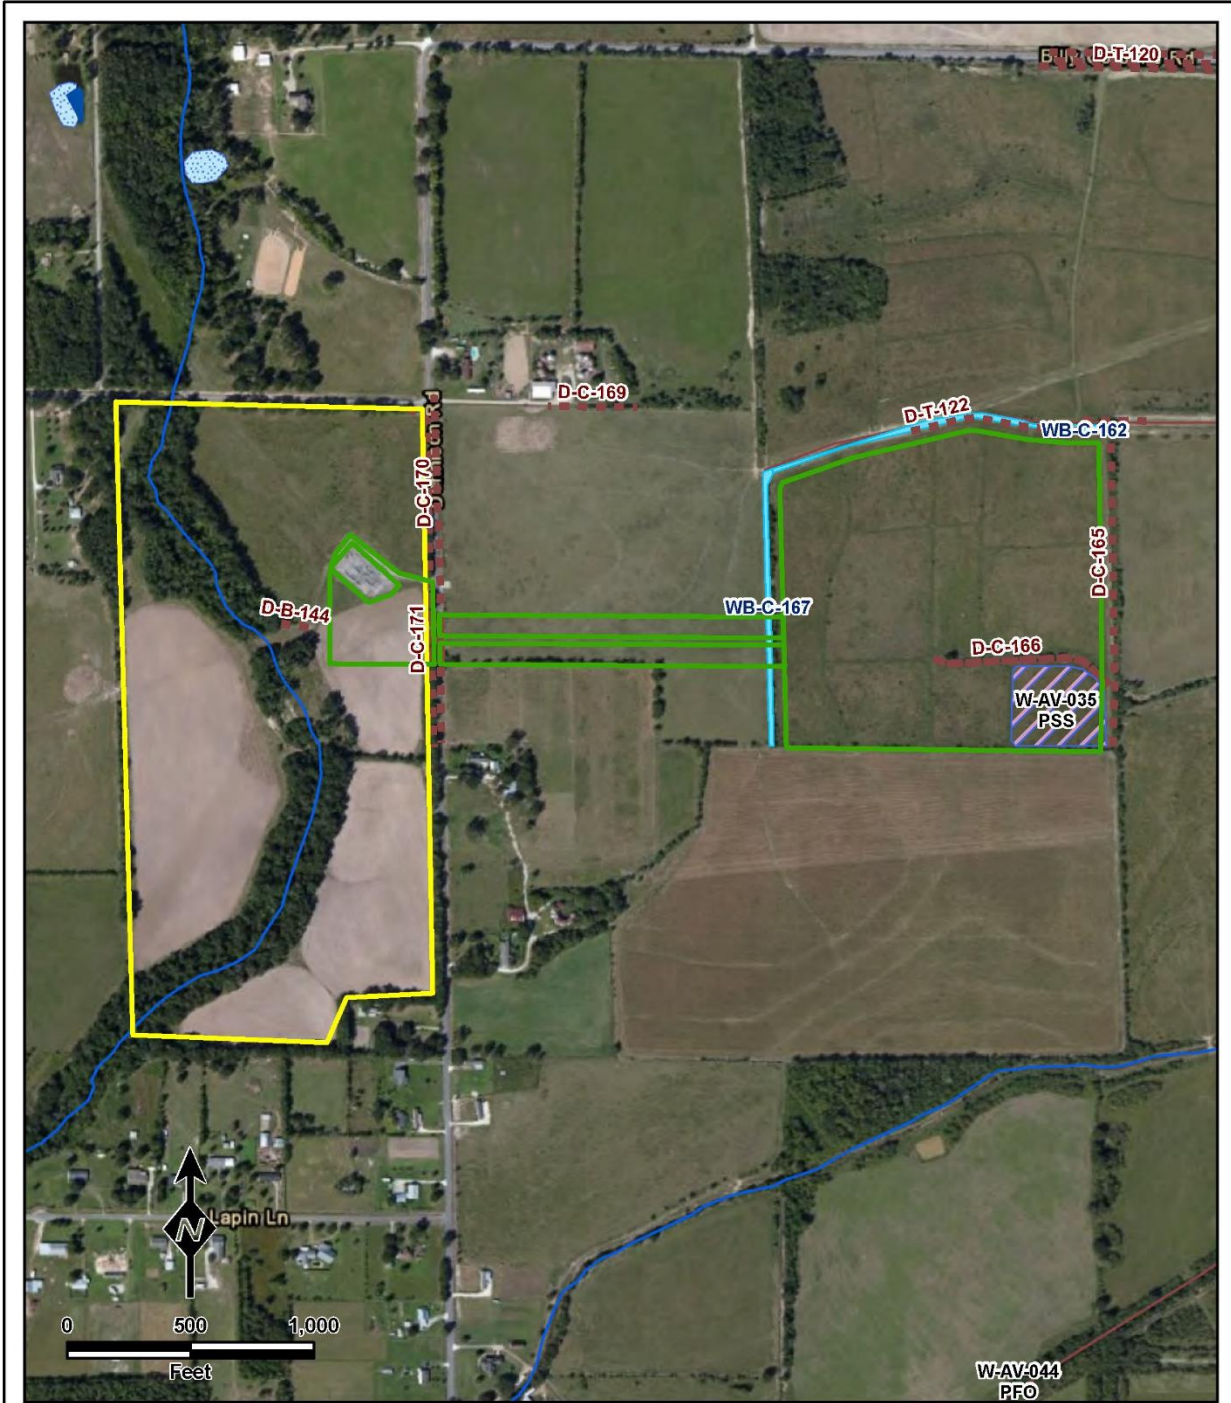 D-T-120
D-C-169
D-T-122
WB-C-162
D-C-170
D-C-165
WB-C-167
D-B-144
D-C-171
D-C-166
W-AV-035
PSS
Lapin Ln
N
0 500 1,000
Feet
W-AV-044
PFO